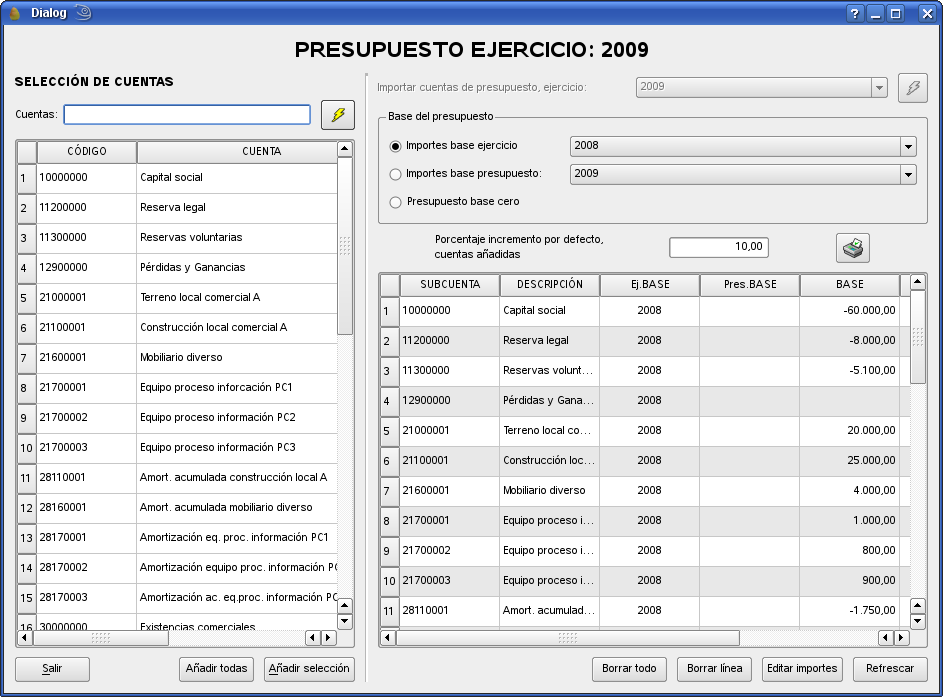 Dialog
PRESUPUESTO EJERCICIO: 2009
SELECCIÓN DE CUENTAS
Cuentas:
CÓDIGO CUENTA
1 10000000 Capital social
2 11200000 Reserva legal
3 11300000 Reservas voluntarias
4 12900000 Pérdidas y Ganancias
5 21000001 Terreno local comercial A
6 21100001 Construcción local comercial A
7 21600001 Mobiliario diverso
8 21700001 Equipo proceso inforcación PC1
9 21700002 Equipo proceso información PC2
10 21700003 Equipo proceso información PC3
11 28110001 Amort. acumulada construcción local A
12 28160001 Amort. acumulada mobiliario diverso
13 28170001 Amortización eq. proc. información PC1
14 28170002 Amortización equipo proc. información PC
15 28170003 Amortización ac. eq.proc. información PC
16 30000000 Existencias comerciales
Salir
Añadir todas
Añadir selección
Importar cuentas de presupuesto, ejercicio: 2009
Base del presupuesto
Importes base ejercicio 2008
Importes base presupuesto: 2009
Presupuesto base cero
Porcentaje incremento por defecto,
cuentas añadidas
10,00
SUBCUENTA DESCRIPCIÓN Ej.BASE Pres.BASE BASE
1 10000000 Capital social 2008 -60.000,00
2 11200000 Reserva legal 2008 -8.000,00
3 11300000 Reservas volunt... 2008 -5.100,00
4 12900000 Pérdidas y Gana... 2008
5 21000001 Terreno local co... 2008 20.000,00
6 21100001 Construcción loc... 2008 25.000,00
7 21600001 Mobiliario diverso 2008 4.000,00
8 21700001 Equipo proceso i... 2008 1.000,00
9 21700002 Equipo proceso i... 2008 800,00
10 21700003 Equipo proceso i... 2008 900,00
11 28110001 Amort. acumulad... 2008 -1.750,00
Borrar todo
Borrar línea
Editar importes
Refrescar